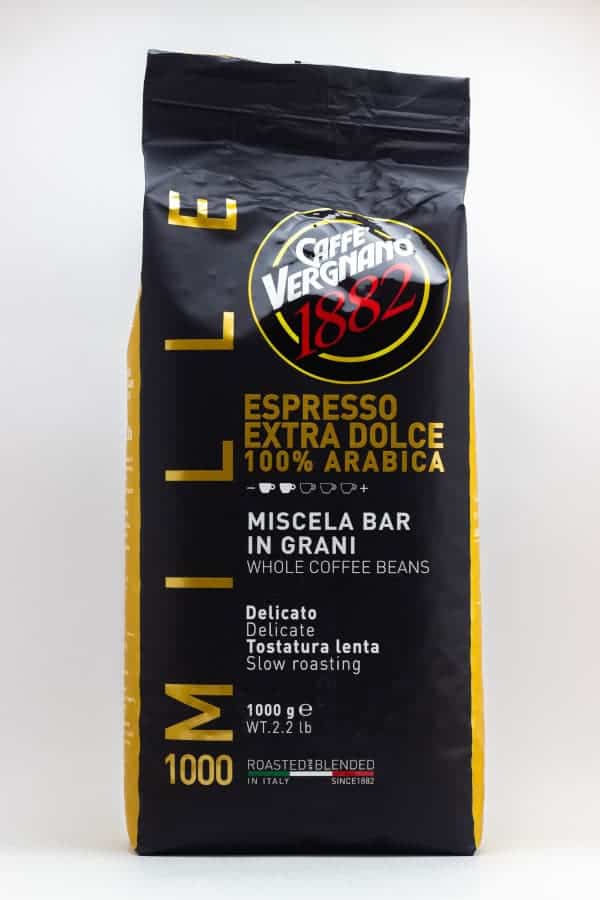 MILLE
1000
CAFFÈ
VERGNANO
1882
ESPRESSO
EXTRA DOLCE
100% ARABICA
– +
MISCELA BAR
IN GRANI
WHOLE COFFEE BEANS
Delicato
Delicate
Tostatura lenta
Slow roasting
1000 g ℮
WT.2.2 lb
ROASTED AND BLENDED
IN ITALY SINCE1882